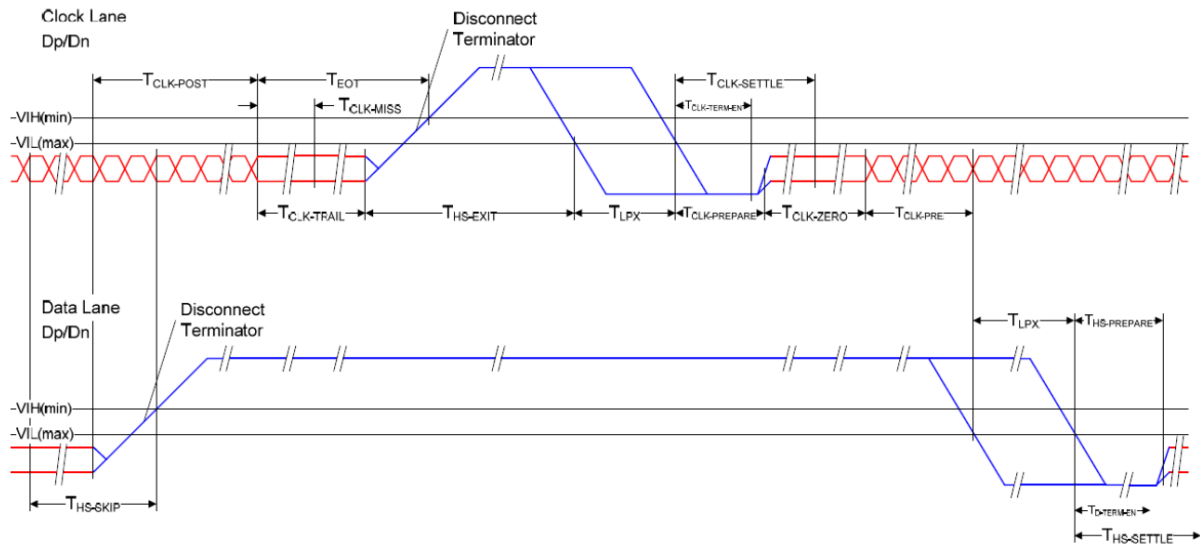 Clock Lane
Dp/Dn
Disconnect
Terminator
TCLK-POST
TEOT
TCLK-SETTLE
TCLK-MISS
TCLK-TERM-EN
VIH(min)
VIL(max)
TCLK-TRAIL
THS-EXIT
TLPX
TCLK-PREPARE
TCLK-ZERO
TCLK-PRE
Data Lane
Dp/Dn
Disconnect
Terminator
TLPX
THS-PREPARE
VIH(min)
VIL(max)
THS-SKIP
TD-TERM-EN
THS-SETTLE